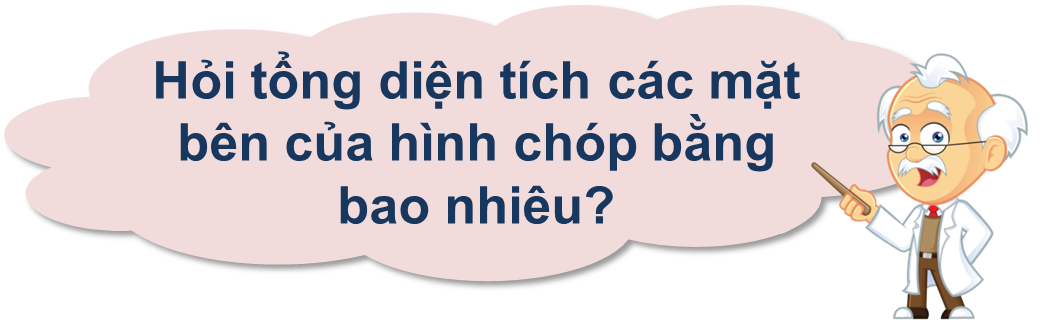 Hỏi tổng diện tích các mặt
bên của hình chóp bằng
bao nhiêu?